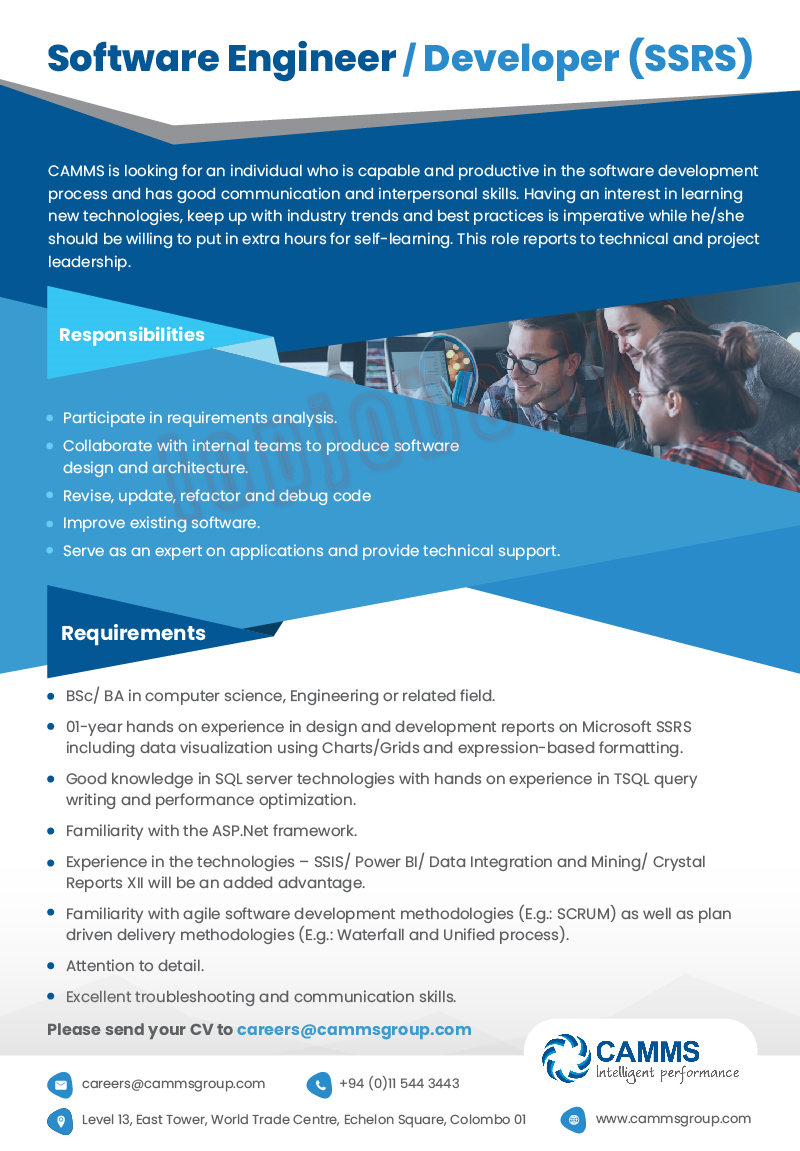 Software Engineer / Developer (SSRS)
CAMMS is looking for an individual who is capable and productive in the software development
process and has good communication and interpersonal skills. Having an interest in learning
new technologies, keep up with industry trends and best practices is imperative while he/she
should be willing to put in extra hours for self-learning. This role reports to technical and project
leadership.
Responsibilities
Participate in requirements analysis.
Collaborate with internal teams to produce software
design and architecture.
Revise, update, refactor and debug code
Improve existing software.
Serve as an expert on applications and provide technical support.
Requirements
BSc/ BA in computer science, Engineering or related field.
01-year hands on experience in design and development reports on Microsoft SSRS
including data visualization using Charts/Grids and expression-based formatting.
Good knowledge in SQL server technologies with hands on experience in TSQL query
writing and performance optimization.
Familiarity with the ASP.Net framework.
Experience in the technologies – SSIS/ Power BI/ Data Integration and Mining/ Crystal
Reports XII will be an added advantage.
Familiarity with agile software development methodologies (E.g.: SCRUM) as well as plan
driven delivery methodologies (E.g.: Waterfall and Unified process).
Attention to detail.
Excellent troubleshooting and communication skills.
Please send your CV to careers@cammsgroup.com
CAMMS
Intelligent performance
careers@cammsgroup.com
+94 (0)11 544 3443
Level 13, East Tower, World Trade Centre, Echelon Square, Colombo 01
www.cammsgroup.com